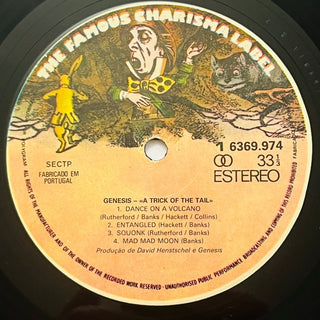 THE FAMOUS CHARISMA LABEL
SECTP
FABRICADO EM
PORTUGAL
1 6369.974
33
ESTEREO
GENESIS – «A TRICK OF THE TAIL»
1. DANCE ON A VOLCANO
(Rutherford / Banks / Hackett / Collins)
2. ENTANGLED (Hackett / Banks)
3. SQUONK (Rutherford / Banks)
4. MAD MAD MOON (Banks)
Produção de David Henstschel e Genesis
ALL RIGHTS OF THE MANUFACTURER AND OF THE OWNER OF THE RECORDED WORK RESERVED · UNAUTHORISED PUBLIC PERFORMANCE BROADCASTING AND COPYING OF THIS RECORD PROHIBITED